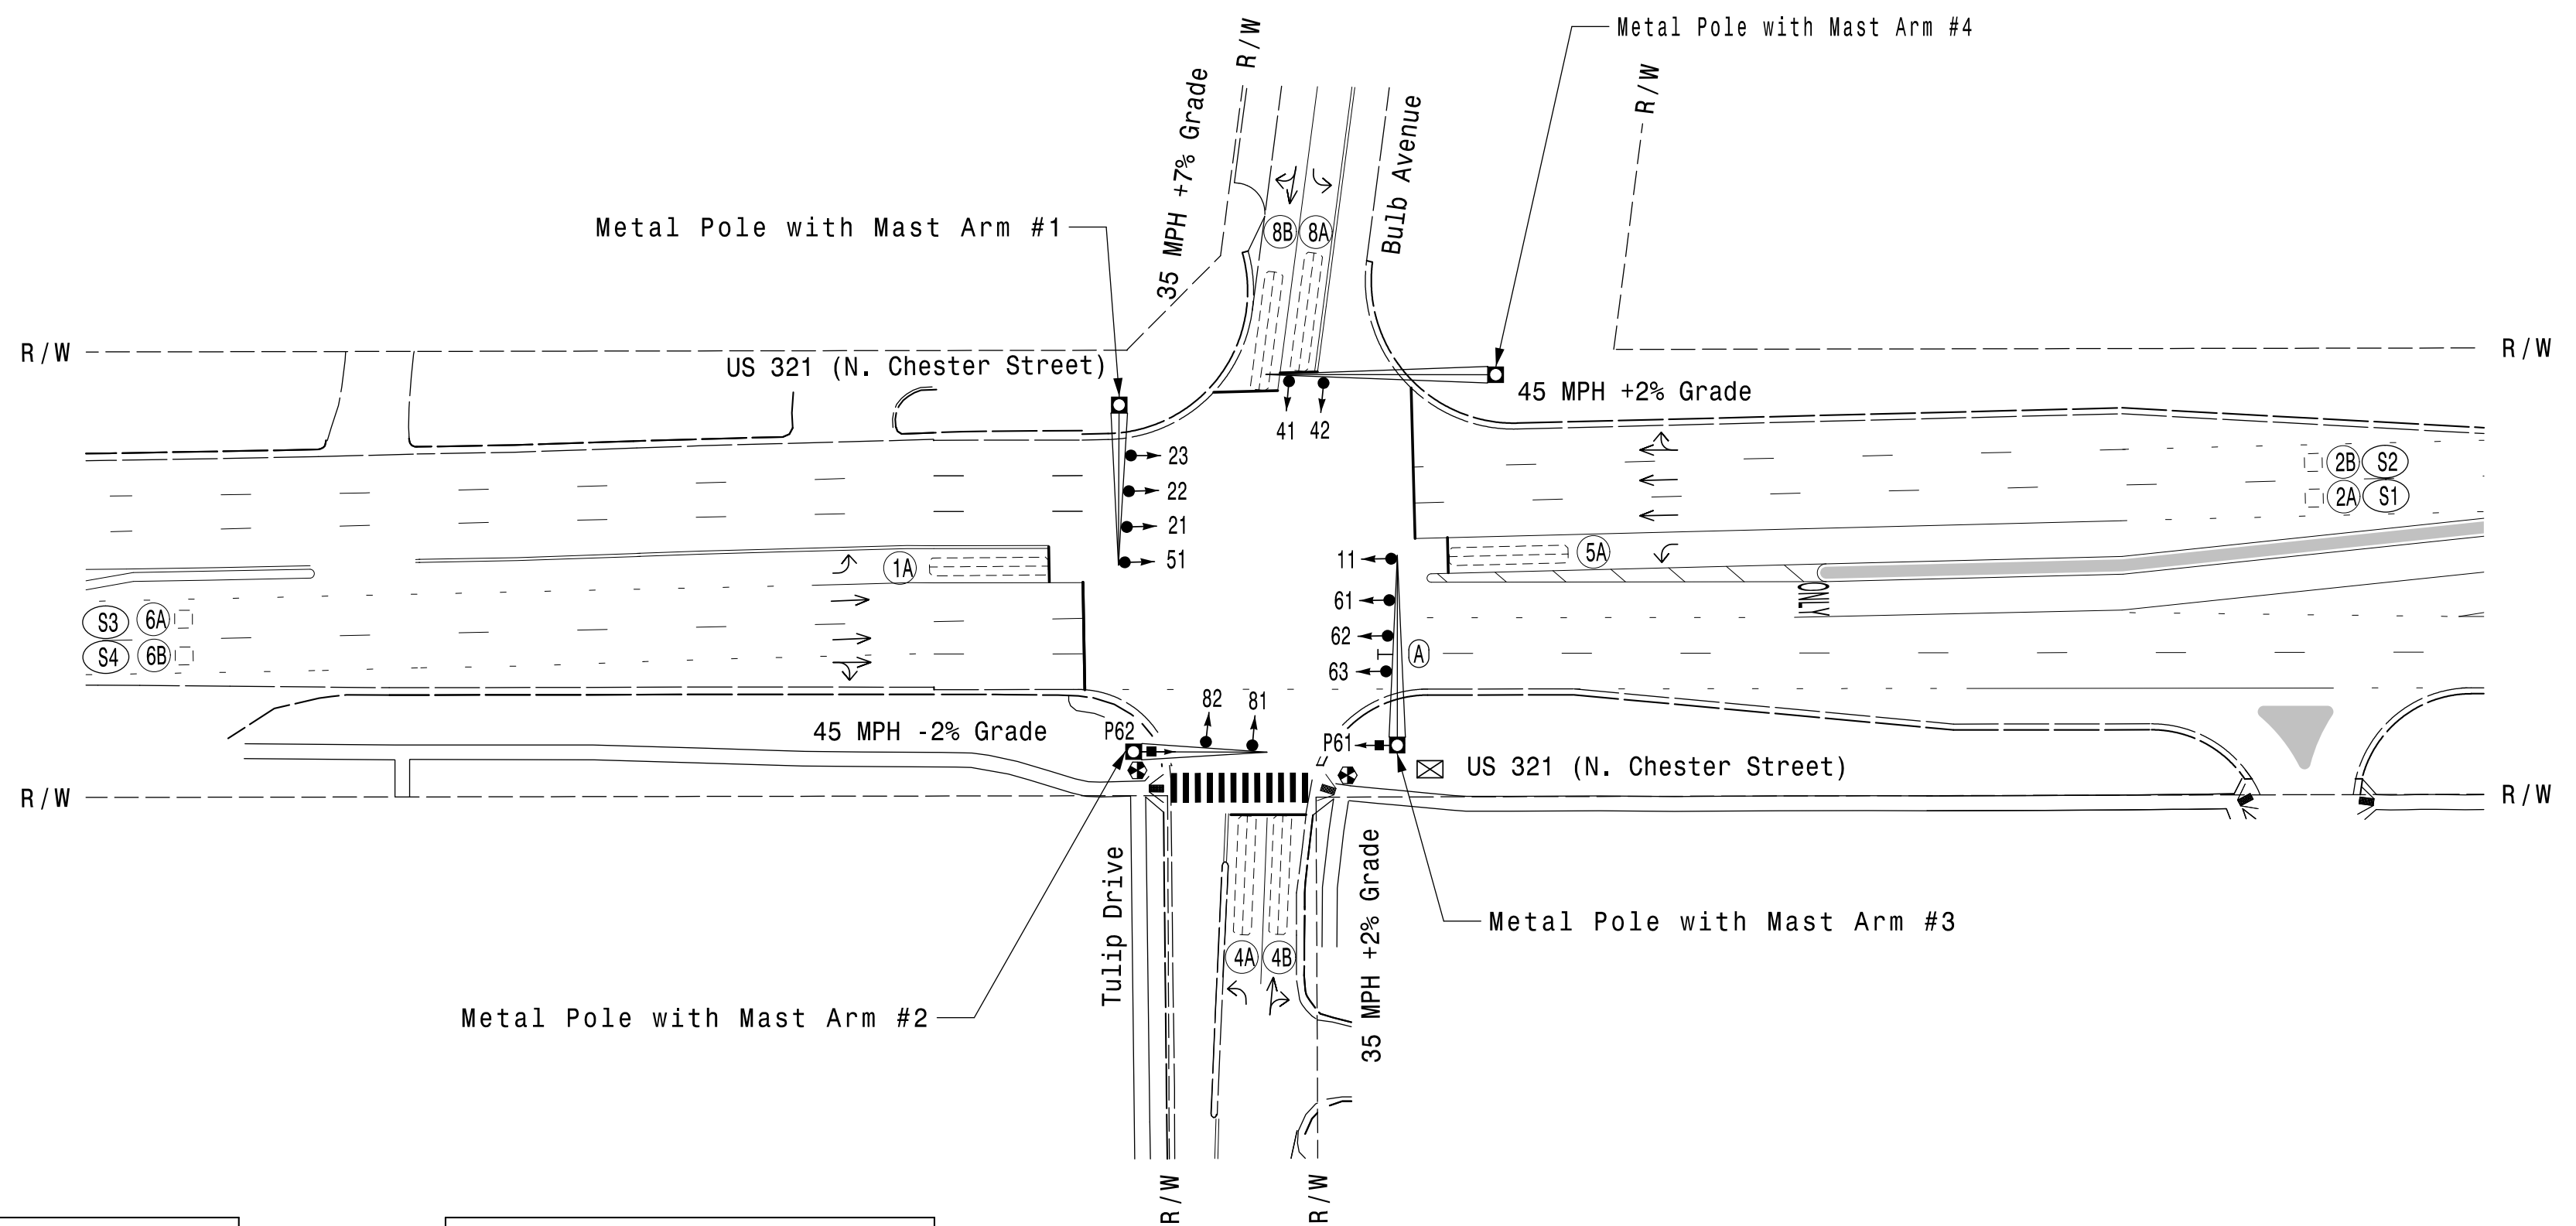 Metal Pole with Mast Arm #4
R/W
R/W
35 MPH +7% Grade
Bulb Avenue
Metal Pole with Mast Arm #1
8B
8A
R/W
R/W
US 321 (N. Chester Street)
45 MPH +2% Grade
41
42
23
22
21
51
2B
S2
2A
S1
1A
11
5A
61
62
63
A
ONLY
S3
6A
S4
6B
82
81
45 MPH -2% Grade
P62
P61
US 321 (N. Chester Street)
R/W
R/W
Tulip Drive
35 MPH +2% Grade
Metal Pole with Mast Arm #3
4A
4B
Metal Pole with Mast Arm #2
R/W
R/W